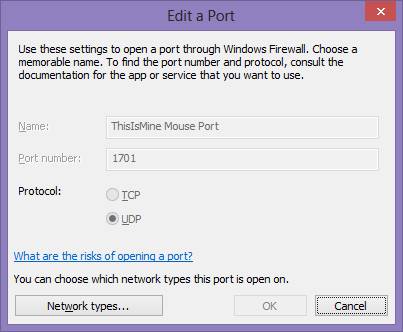 Edit a Port
Use these settings to open a port through Windows Firewall. Choose a
memorable name. To find the port number and protocol, consult the
documentation for the app or service that you want to use.
Name: ThisIsMine Mouse Port
Port number: 1701
Protocol: TCP
UDP
What are the risks of opening a port?
You can choose which network types this port is open on.
Network types... OK Cancel